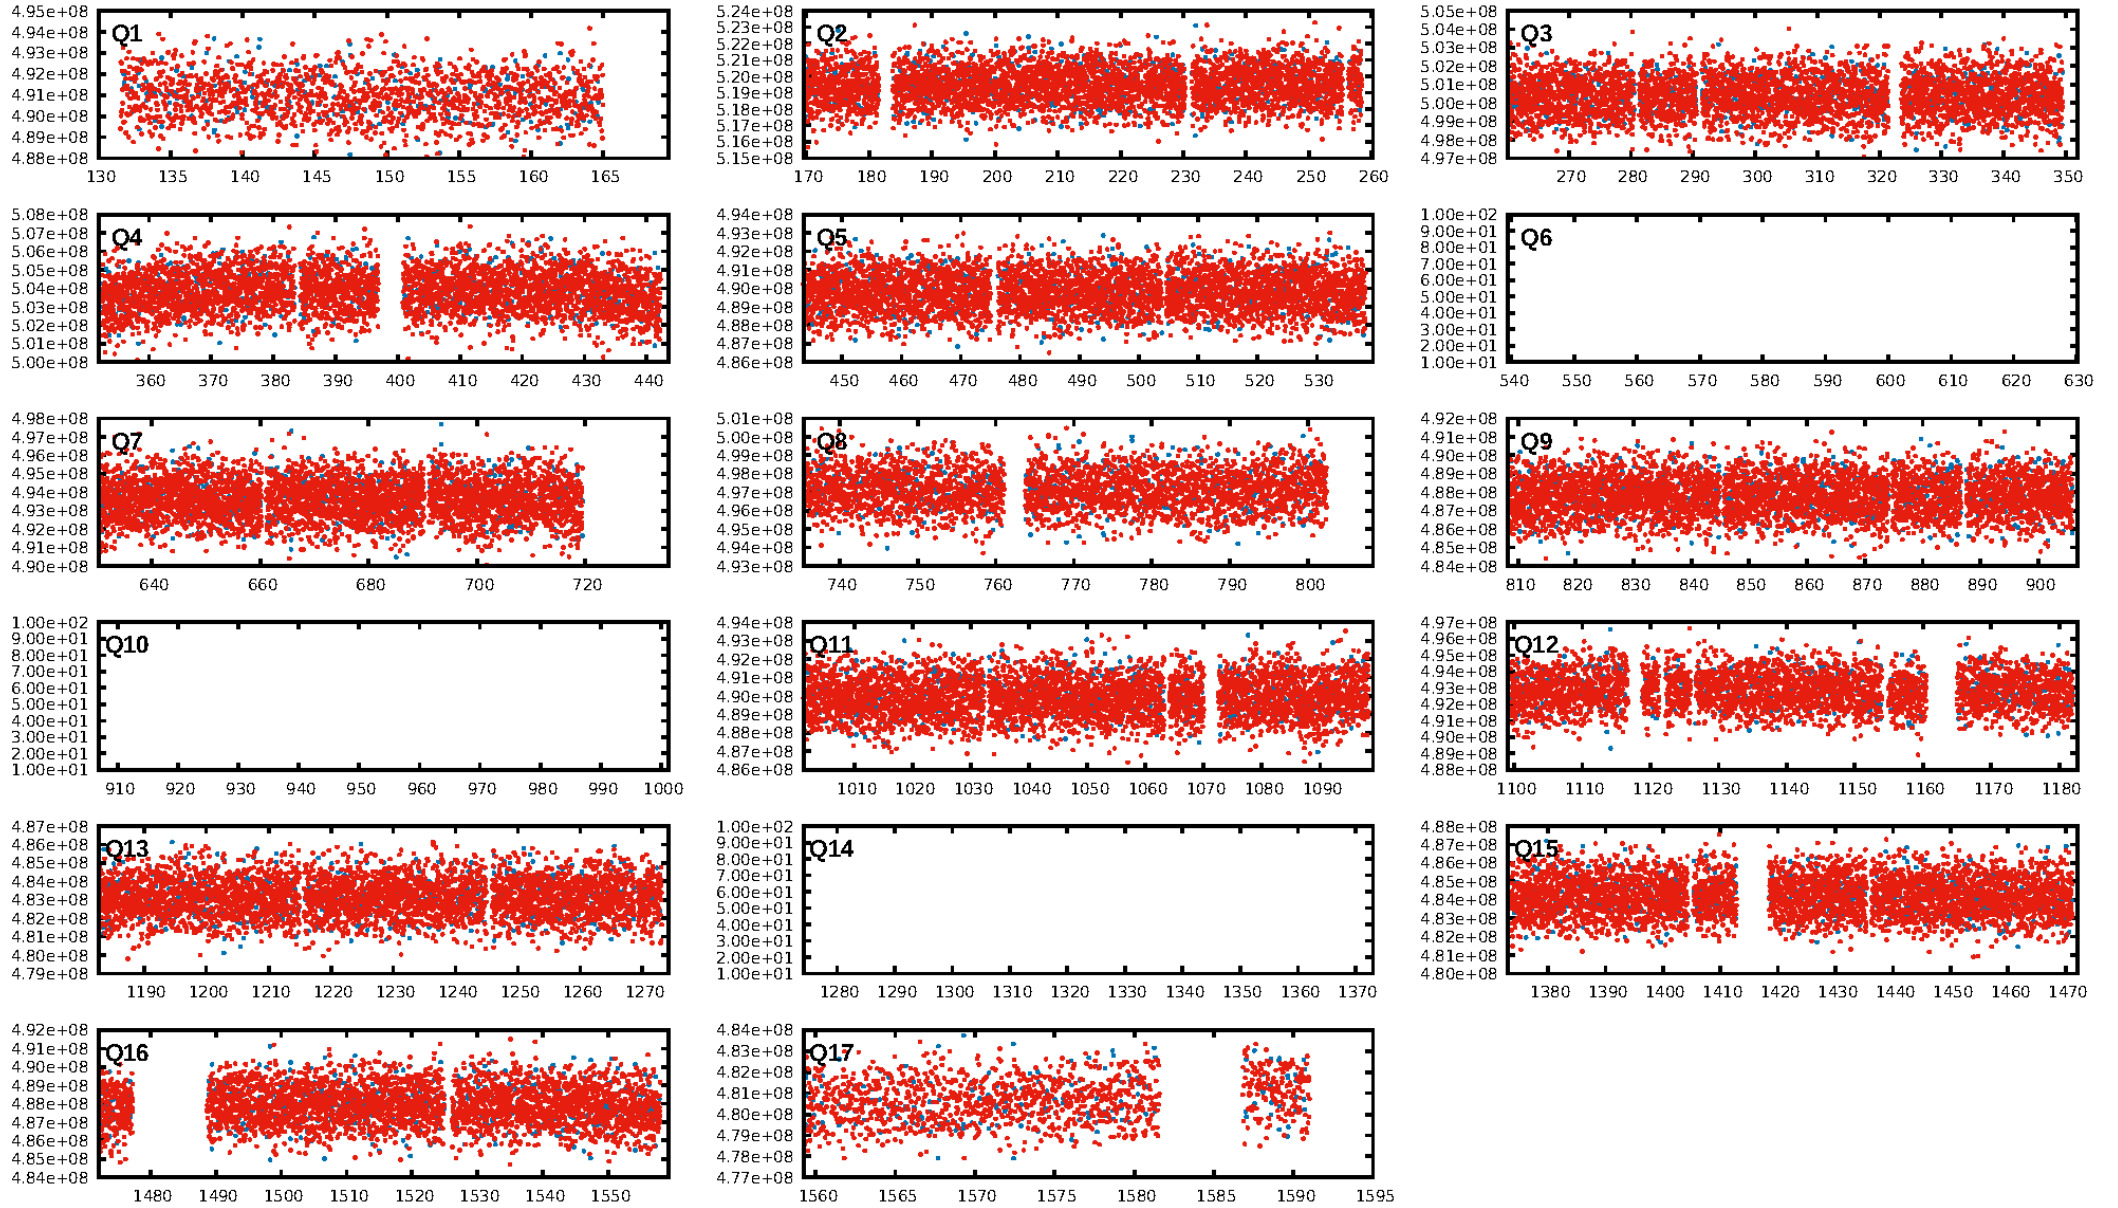 4.95e+08 4.94e+08 4.93e+08 4.92e+08 4.91e+08 4.90e+08 4.89e+08 4.88e+08
Q1
130 135 140 145 150 155 160 165
5.24e+08 5.23e+08 5.22e+08 5.21e+08 5.20e+08 5.19e+08 5.18e+08 5.17e+08 5.16e+08 5.15e+08
Q2
170 180 190 200 210 220 230 240 250 260
5.05e+08 5.04e+08 5.03e+08 5.02e+08 5.01e+08 5.00e+08 4.99e+08 4.98e+08 4.97e+08
Q3
270 280 290 300 310 320 330 340 350
5.08e+08 5.07e+08 5.06e+08 5.05e+08 5.04e+08 5.03e+08 5.02e+08 5.01e+08 5.00e+08
Q4
360 370 380 390 400 410 420 430 440
4.94e+08 4.93e+08 4.92e+08 4.91e+08 4.90e+08 4.89e+08 4.88e+08 4.87e+08 4.86e+08
Q5
450 460 470 480 490 500 510 520 530
1.00e+02 9.00e+01 8.00e+01 7.00e+01 6.00e+01 5.00e+01 4.00e+01 3.00e+01 2.00e+01 1.00e+01
Q6
540 550 560 570 580 590 600 610 620 630
4.98e+08 4.97e+08 4.96e+08 4.95e+08 4.94e+08 4.93e+08 4.92e+08 4.91e+08 4.90e+08
Q7
640 660 680 700 720
5.01e+08 5.00e+08 4.99e+08 4.98e+08 4.97e+08 4.96e+08 4.95e+08 4.94e+08 4.93e+08
Q8
740 750 760 770 780 790 800
4.92e+08 4.91e+08 4.90e+08 4.89e+08 4.88e+08 4.87e+08 4.86e+08 4.85e+08 4.84e+08
Q9
810 820 830 840 850 860 870 880 890 900
1.00e+02 9.00e+01 8.00e+01 7.00e+01 6.00e+01 5.00e+01 4.00e+01 3.00e+01 2.00e+01 1.00e+01
Q10
910 920 930 940 950 960 970 980 990 1000
4.94e+08 4.93e+08 4.92e+08 4.91e+08 4.90e+08 4.89e+08 4.88e+08 4.87e+08 4.86e+08
Q11
1010 1020 1030 1040 1050 1060 1070 1080 1090
4.97e+08 4.96e+08 4.95e+08 4.94e+08 4.93e+08 4.92e+08 4.91e+08 4.90e+08 4.89e+08 4.88e+08
Q12
1100 1110 1120 1130 1140 1150 1160 1170 1180
4.87e+08 4.86e+08 4.85e+08 4.84e+08 4.83e+08 4.82e+08 4.81e+08 4.80e+08 4.79e+08
Q13
1190 1200 1210 1220 1230 1240 1250 1260 1270
1.00e+02 9.00e+01 8.00e+01 7.00e+01 6.00e+01 5.00e+01 4.00e+01 3.00e+01 2.00e+01 1.00e+01
Q14
1280 1290 1300 1310 1320 1330 1340 1350 1360 1370
4.88e+08 4.87e+08 4.86e+08 4.85e+08 4.84e+08 4.83e+08 4.82e+08 4.81e+08 4.80e+08
Q15
1380 1390 1400 1410 1420 1430 1440 1450 1460 1470
4.92e+08 4.91e+08 4.90e+08 4.89e+08 4.88e+08 4.87e+08 4.86e+08 4.85e+08 4.84e+08
Q16
1480 1490 1500 1510 1520 1530 1540 1550
4.84e+08 4.83e+08 4.82e+08 4.81e+08 4.80e+08 4.79e+08 4.78e+08 4.77e+08
Q17
1560 1565 1570 1575 1580 1585 1590 1595